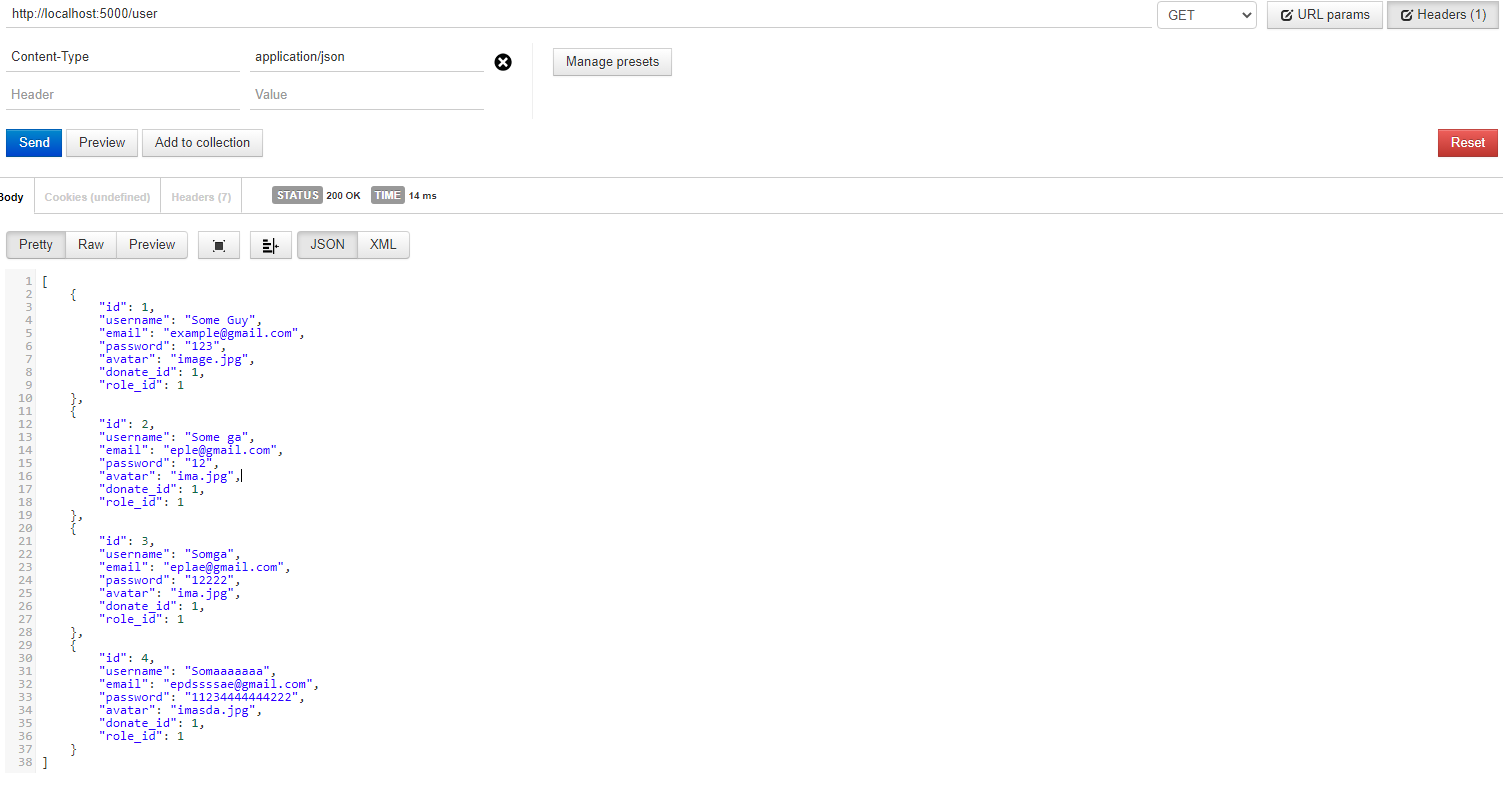 http://localhost:5000/user GET URL params Headers (1)
Content-Type application/json Manage presets
Header Value
Send Preview Add to collection Reset
Body Cookies (undefined) Headers (7) STATUS 200 OK TIME 14 ms
Pretty Raw Preview JSON XML
1 [
2 {
3 "id": 1,
4 "username": "Some Guy",
5 "email": "example@gmail.com",
6 "password": "123",
7 "avatar": "image.jpg",
8 "donate_id": 1,
9 "role_id": 1
10 },
11 {
12 "id": 2,
13 "username": "Some ga",
14 "email": "eple@gmail.com",
15 "password": "12",
16 "avatar": "ima.jpg",
17 "donate_id": 1,
18 "role_id": 1
19 },
20 {
21 "id": 3,
22 "username": "Somga",
23 "email": "eplae@gmail.com",
24 "password": "12222",
25 "avatar": "ima.jpg",
26 "donate_id": 1,
27 "role_id": 1
28 },
29 {
30 "id": 4,
31 "username": "Somaaaaaaa",
32 "email": "epdssssae@gmail.com",
33 "password": "11234444444222",
34 "avatar": "imasda.jpg",
35 "donate_id": 1,
36 "role_id": 1
37 }
38 ]